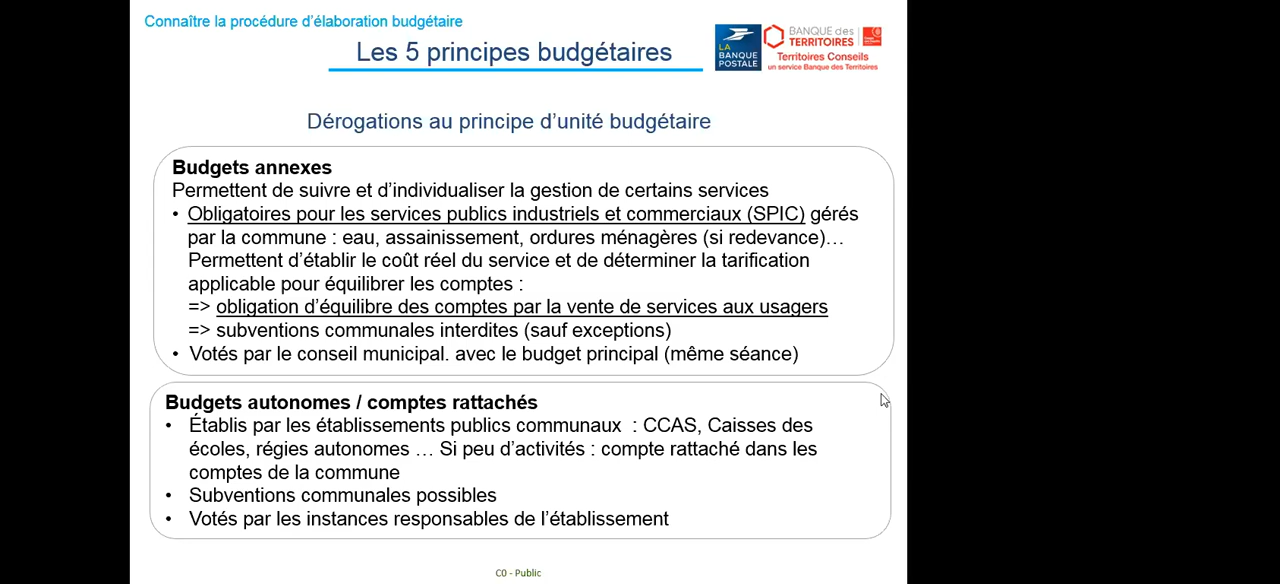 Connaître la procédure d'élaboration budgétaire
Les 5 principes budgétaires
LA
BANQUE
POSTALE
BANQUE des
TERRITOIRES
Territoires Conseils
un service Banque des Territoires
Dérogations au principe d'unité budgétaire
Budgets annexes
Permettent de suivre et d'individualiser la gestion de certains services
• Obligatoires pour les services publics industriels et commerciaux (SPIC) gérés
par la commune : eau, assainissement, ordures ménagères (si redevance)…
Permettent d'établir le coût réel du service et de déterminer la tarification
applicable pour équilibrer les comptes :
=> obligation d'équilibre des comptes par la vente de services aux usagers
=> subventions communales interdites (sauf exceptions)
• Votés par le conseil municipal. avec le budget principal (même séance)
Budgets autonomes / comptes rattachés
• Établis par les établissements publics communaux : CCAS, Caisses des
écoles, régies autonomes … Si peu d'activités : compte rattaché dans les
comptes de la commune
• Subventions communales possibles
• Votés par les instances responsables de l'établissement
C0 - Public